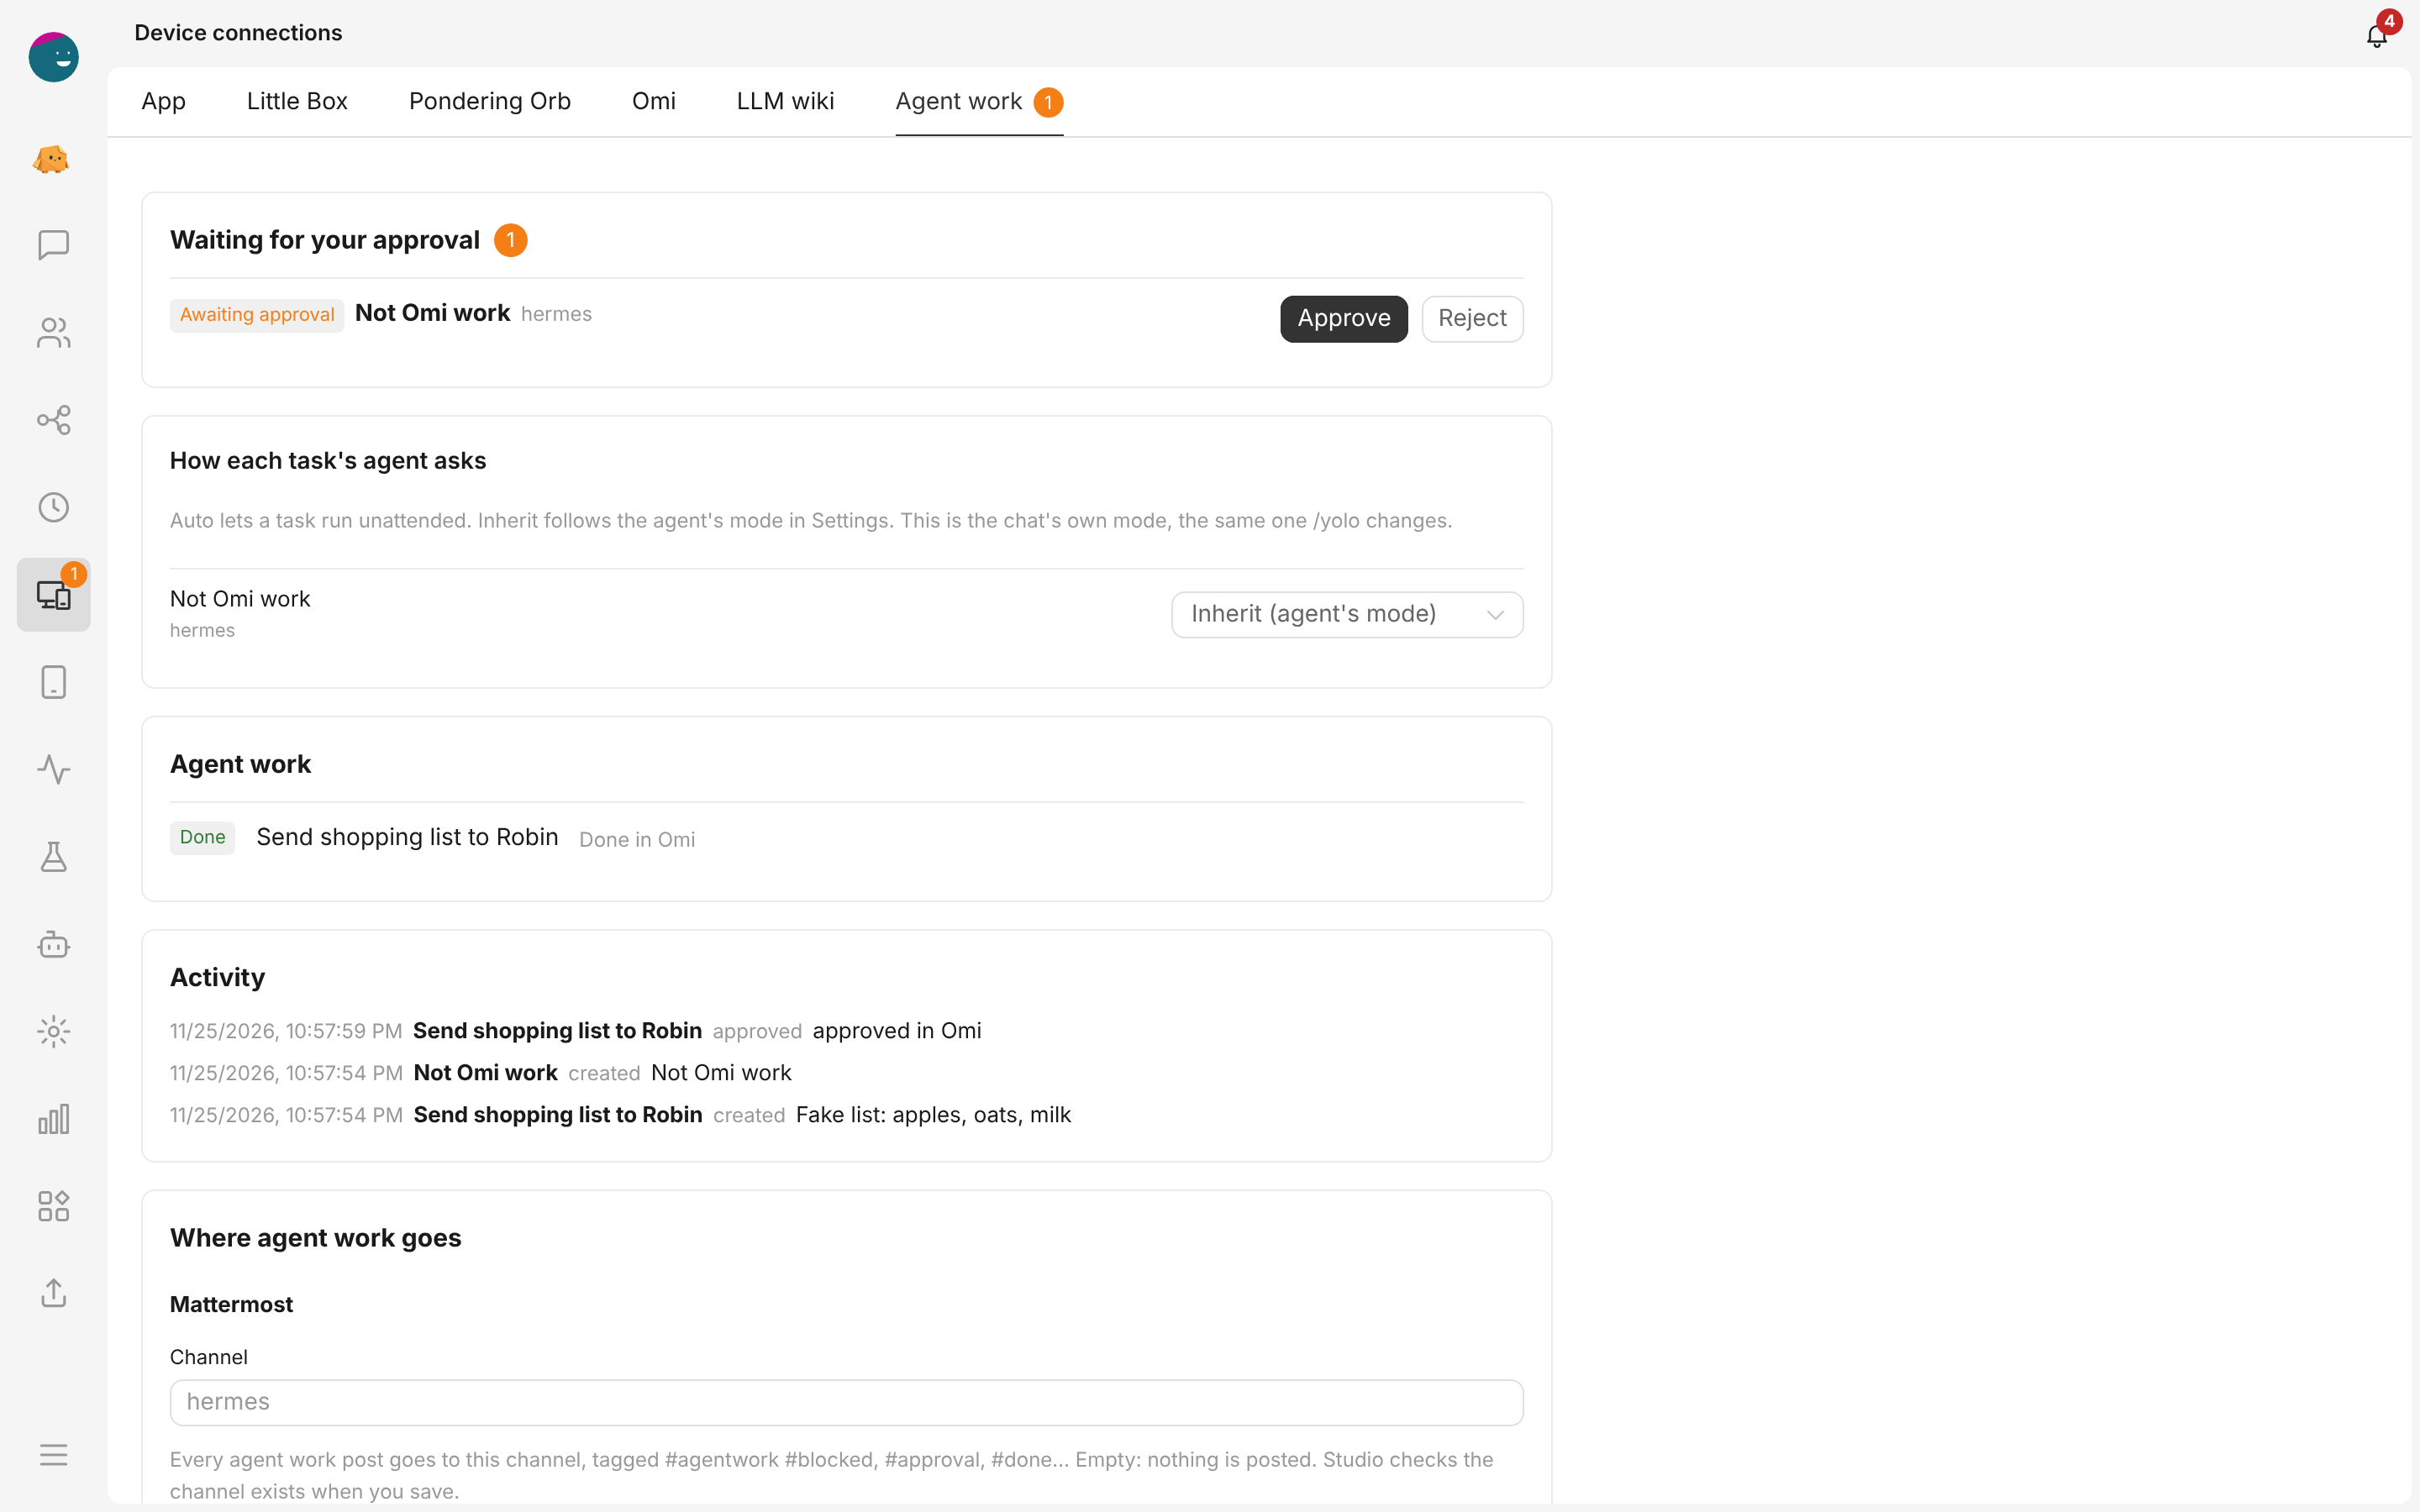 Device connections
4
App
Little Box
Pondering Orb
Omi
LLM wiki
Agent work 1
Waiting for your approval 1
Awaiting approval Not Omi work hermes
Approve
Reject
How each task's agent asks
Auto lets a task run unattended. Inherit follows the agent's mode in Settings. This is the chat's own mode, the same one /yolo changes.
1
Not Omi work
hermes
Inherit (agent's mode)
Agent work
Done Send shopping list to Robin Done in Omi
Activity
11/25/2026, 10:57:59 PM Send shopping list to Robin approved approved in Omi
11/25/2026, 10:57:54 PM Not Omi work created Not Omi work
11/25/2026, 10:57:54 PM Send shopping list to Robin created Fake list: apples, oats, milk
Where agent work goes
Mattermost
Channel
hermes
Every agent work post goes to this channel, tagged #agentwork #blocked, #approval, #done... Empty: nothing is posted. Studio checks the
channel exists when you save.